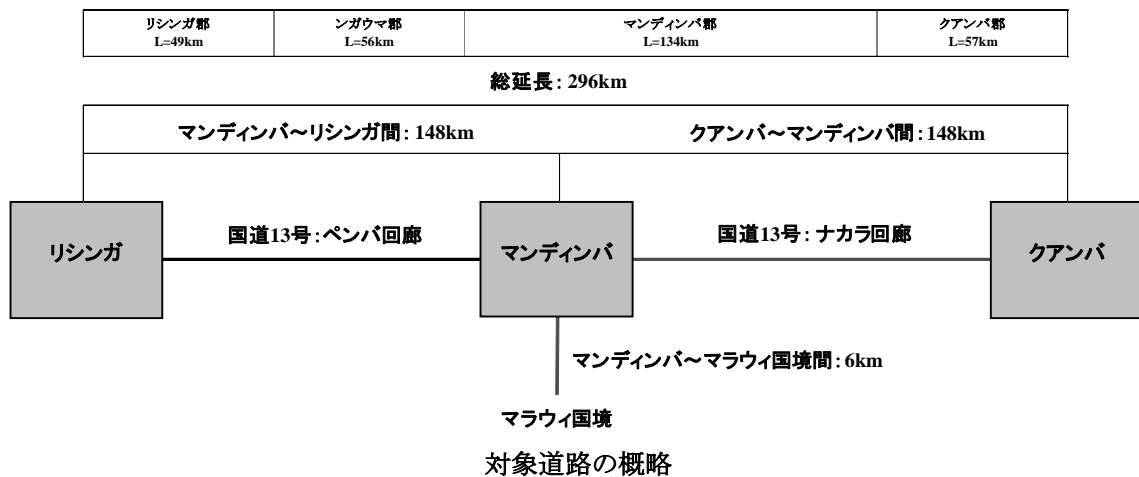 リシンガ郡
L=49km
ンガウマ郡
L=56km
マンディンバ郡
L=134km
クアンバ郡
L=57km
総延長：296km
マンディンバ～リシンガ間：148km
クアンバ～マンディンバ間：148km
リシンガ
国道13号：ペンバ回廊
マンディンバ
国道13号：ナカラ回廊
クアンバ
マンディンバ～マラウィ国境間：6km
マラウィ国境
対象道路の概略